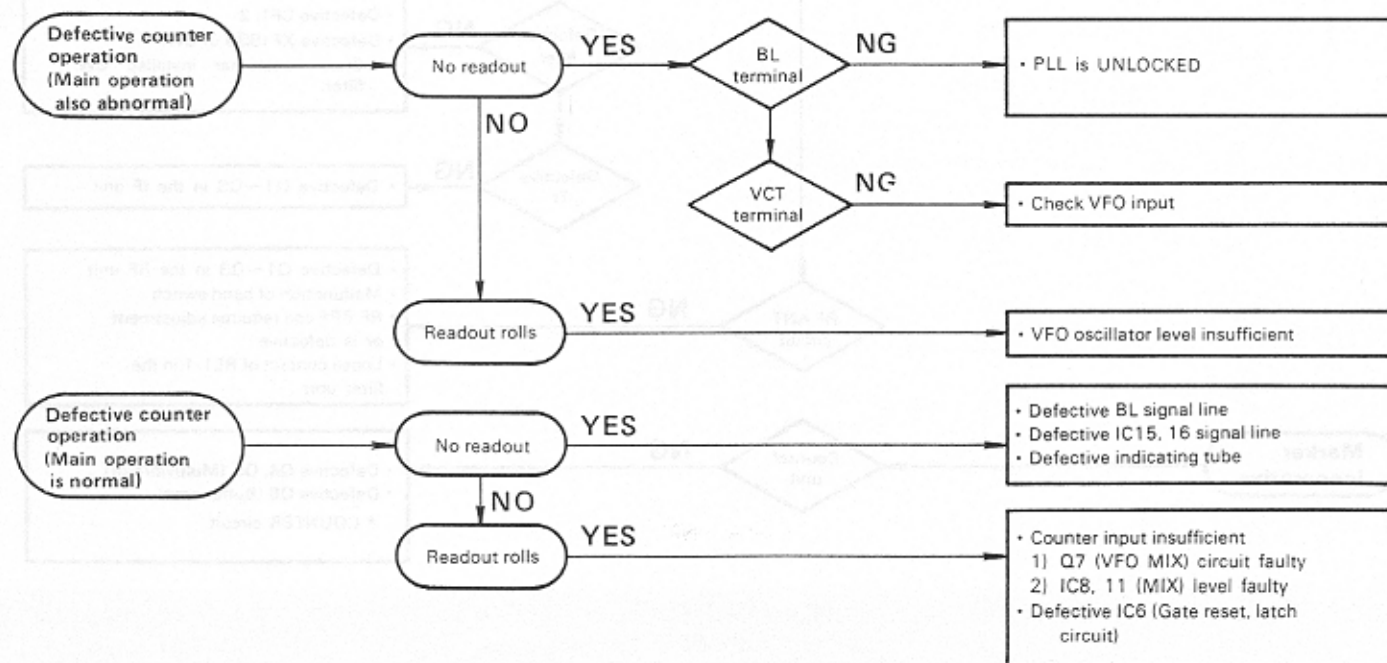 Defective counter
operation
(Main operation
also abnormal)
No readout
YES
BL
terminal
NG
• PLL is UNLOCKED
NO
VCT
terminal
NG
• Check VFO input
Readout rolls
YES
• VFO oscillator level insufficient
Defective counter
operation
(Main operation
is normal)
No readout
YES
• Defective BL signal line
• Defective IC15, 16 signal line
• Defective indicating tube
NO
Readout rolls
YES
• Counter input insufficient
1) Q7 (VFO MIX) circuit faulty
2) IC8, 11 (MIX) level faulty
• Defective IC6 (Gate reset, latch
circuit)